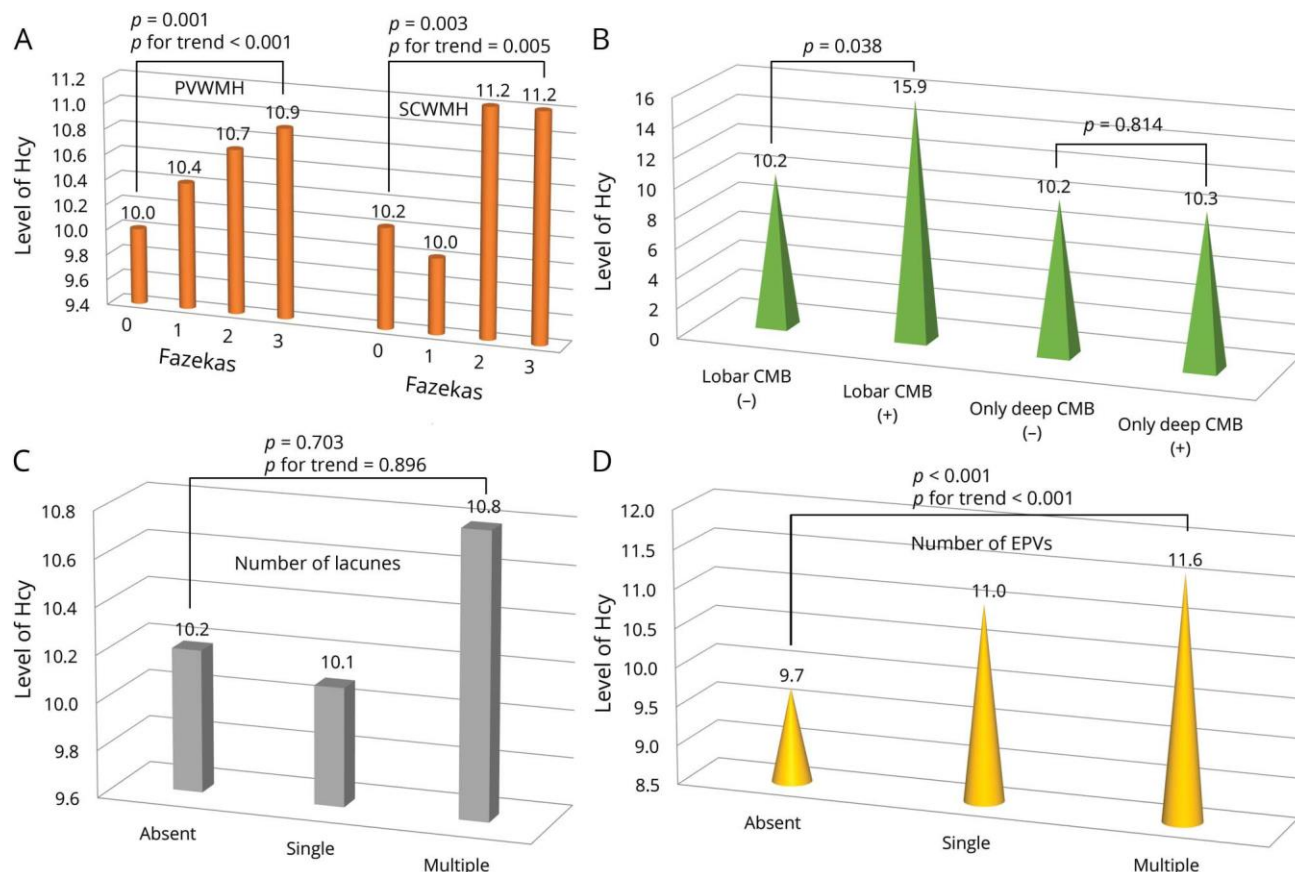 A
p = 0.001
p for trend < 0.001
p = 0.003
p for trend = 0.005
PVWMH
SCWMH
Level of Hcy
11.2
11.0
10.8
10.6
10.4
10.2
10.0
9.8
9.6
9.4
10.0
10.4
10.7
10.9
10.2
10.0
11.2
11.2
0
1
2
3
Fazekas
0
1
2
3
Fazekas
B
p = 0.038
p = 0.814
Level of Hcy
16
14
12
10
8
6
4
2
0
10.2
15.9
10.2
10.3
Lobar CMB
(–)
Lobar CMB
(+)
Only deep CMB
(–)
Only deep CMB
(+)
C
p = 0.703
p for trend = 0.896
Number of lacunes
Level of Hcy
10.8
10.6
10.4
10.2
10.0
9.8
9.6
10.2
10.1
10.8
Absent
Single
Multiple
D
p < 0.001
p for trend < 0.001
Number of EPVs
Level of Hcy
12.0
11.5
11.0
10.5
10.0
9.5
9.0
8.5
9.7
11.0
11.6
Absent
Single
Multiple